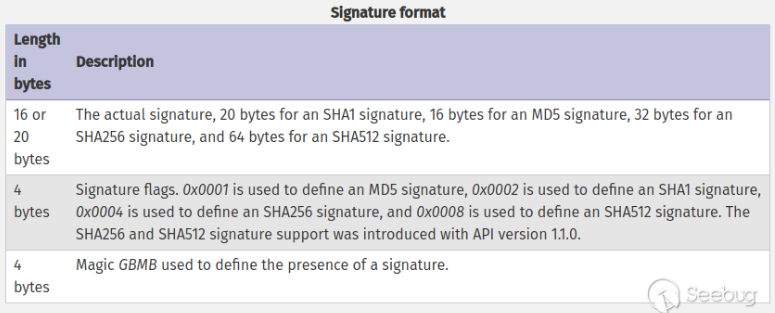 Signature format
Length
in
bytes
Description
16 or
20
bytes
The actual signature, 20 bytes for an SHA1 signature, 16 bytes for an MD5 signature, 32 bytes for an
SHA256 signature, and 64 bytes for an SHA512 signature.
4
bytes
Signature flags. 0x0001 is used to define an MD5 signature, 0x0002 is used to define an SHA1 signature,
0x0004 is used to define an SHA256 signature, and 0x0008 is used to define an SHA512 signature. The
SHA256 and SHA512 signature support was introduced with API version 1.1.0.
4
bytes
Magic GBMB used to define the presence of a signature.
Seebug